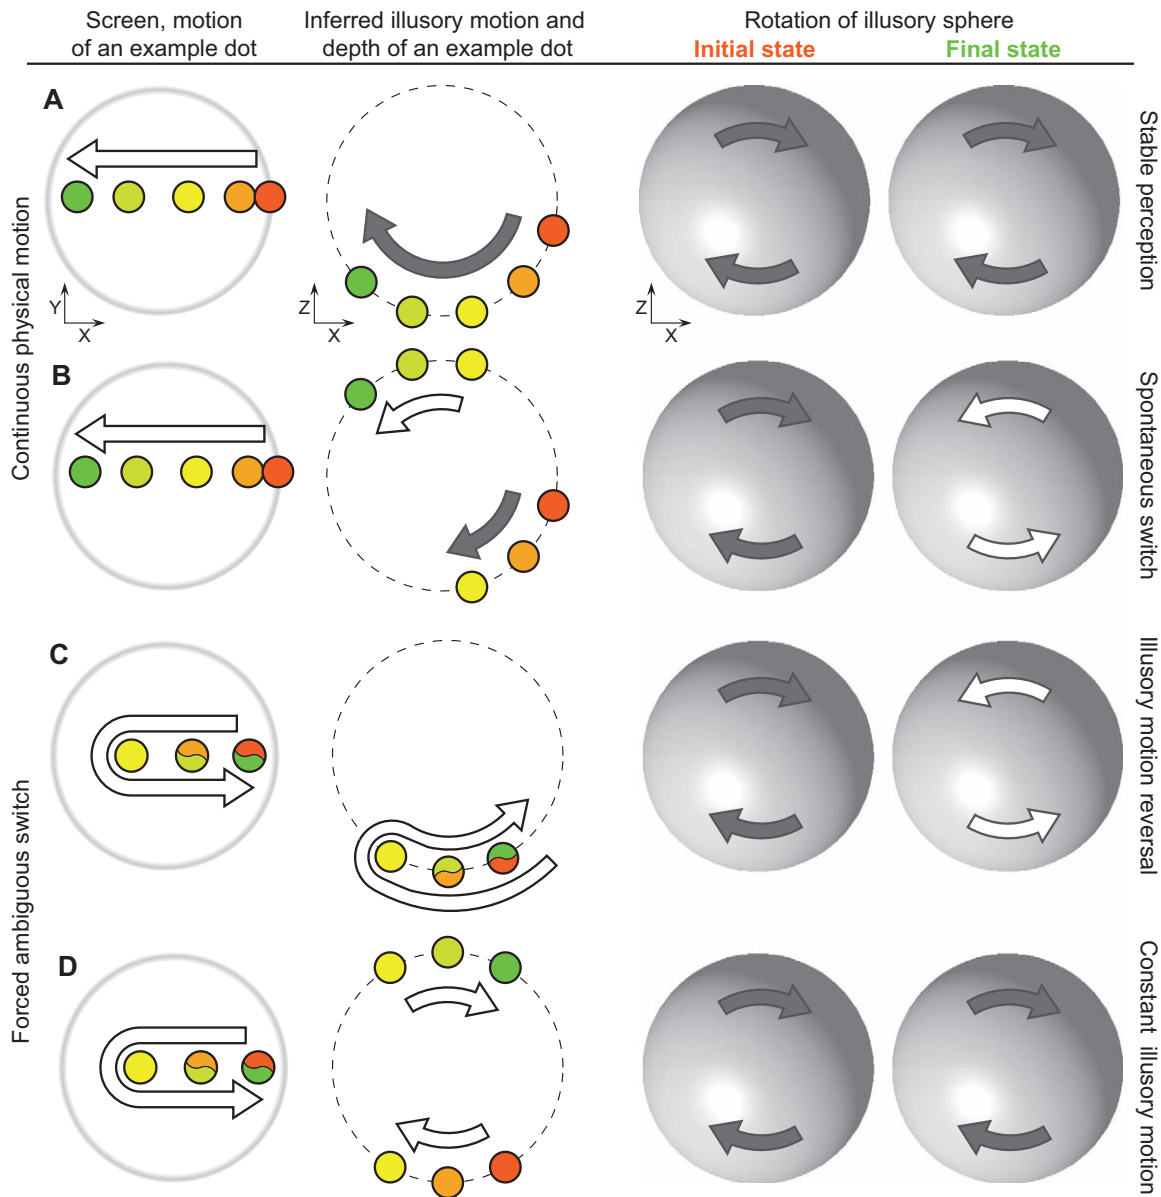 Screen, motion
of an example dot
Inferred illusory motion and
depth of an example dot
Rotation of illusory sphere
Initial state
Final state
Continuous physical motion
A
Y
X
Z
X
Z
X
Stable perception
B
Spontaneous switch
Forced ambiguous switch
C
Illusory motion reversal
D
Constant illusory motion